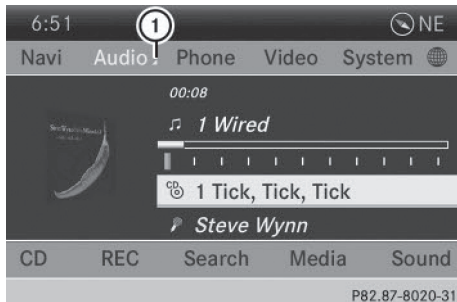 6:51 1 NE
Navi Audio Phone Video System
00:08
1 Wired
CD 1 Tick, Tick, Tick
Steve Wynn
CD REC Search Media Sound
P82.87-8020-31